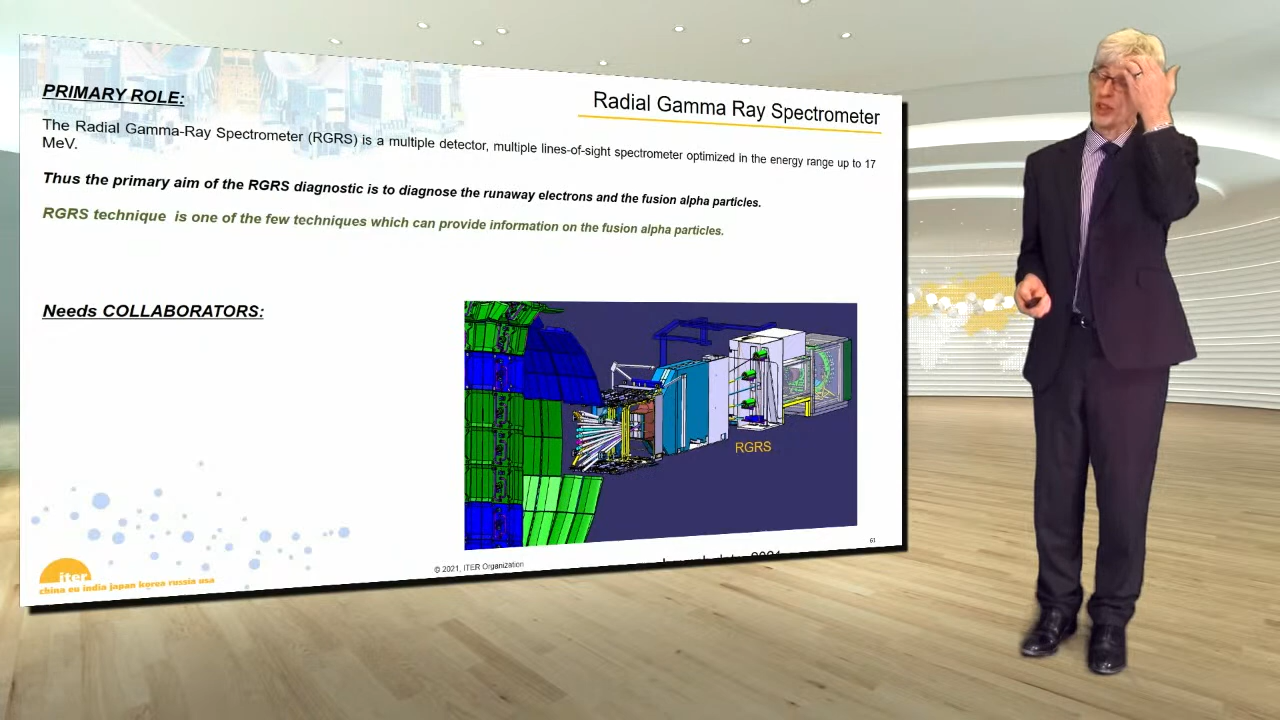 PRIMARY ROLE:
Radial Gamma Ray Spectrometer
The Radial Gamma-Ray Spectrometer (RGRS) is a multiple detector, multiple lines-of-sight spectrometer optimized in the energy range up to 17
MeV.
Thus the primary aim of the RGRS diagnostic is to diagnose the runaway electrons and the fusion alpha particles.
RGRS technique is one of the few techniques which can provide information on the fusion alpha particles.
Needs COLLABORATORS:
RGRS
61
© 2021, ITER Organization
iter
china eu india japan korea russia usa